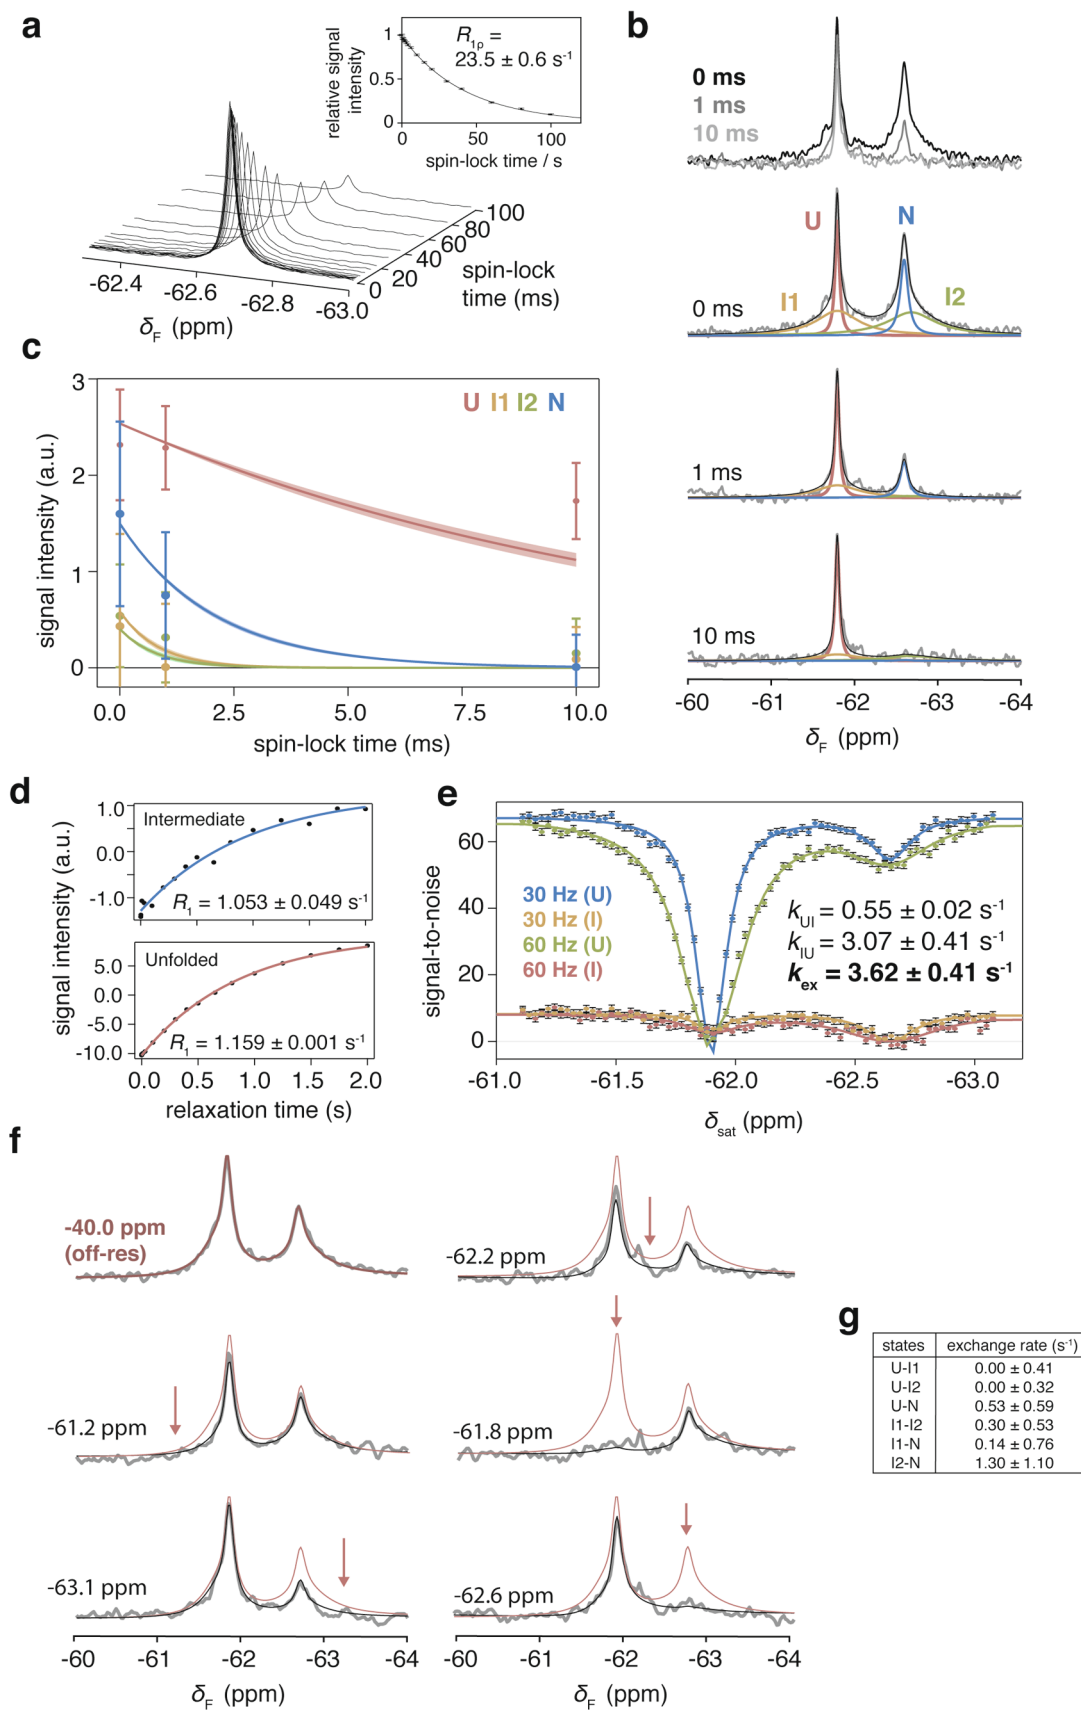 a
relative signal
intensity
1
0.5
0
R1ρ =
23.5 ± 0.6 s⁻¹
0
50
100
spin-lock time / s
-62.4
-62.6
-62.8
-63.0
δF (ppm)
0
20
40
60
80
100
spin-lock
time (ms)
b
0 ms
1 ms
10 ms
U
N
I1
I2
0 ms
1 ms
10 ms
-60
-61
-62
-63
-64
δF (ppm)
c
signal intensity (a.u.)
3
2
1
0
U I1 I2 N
0.0
2.5
5.0
7.5
10.0
spin-lock time (ms)
d
signal intensity (a.u.)
1.0
0.0
-1.0
Intermediate
R1 = 1.053 ± 0.049 s⁻¹
5.0
0.0
-5.0
-10.0
Unfolded
R1 = 1.159 ± 0.001 s⁻¹
0.0
0.5
1.0
1.5
2.0
relaxation time (s)
e
signal-to-noise
60
40
20
0
30 Hz (U)
30 Hz (I)
60 Hz (U)
60 Hz (I)
kUI = 0.55 ± 0.02 s⁻¹
kIU = 3.07 ± 0.41 s⁻¹
kex = 3.62 ± 0.41 s⁻¹
-61.0
-61.5
-62.0
-62.5
-63.0
δsat (ppm)
f
-40.0 ppm
(off-res)
-61.2 ppm
-63.1 ppm
-60
-61
-62
-63
-64
δF (ppm)
-62.2 ppm
-61.8 ppm
-62.6 ppm
-60
-61
-62
-63
-64
δF (ppm)
g
states exchange rate (s⁻¹)
U-I1 0.00 ± 0.41
U-I2 0.00 ± 0.32
U-N 0.53 ± 0.59
I1-I2 0.30 ± 0.53
I1-N 0.14 ± 0.76
I2-N 1.30 ± 1.10